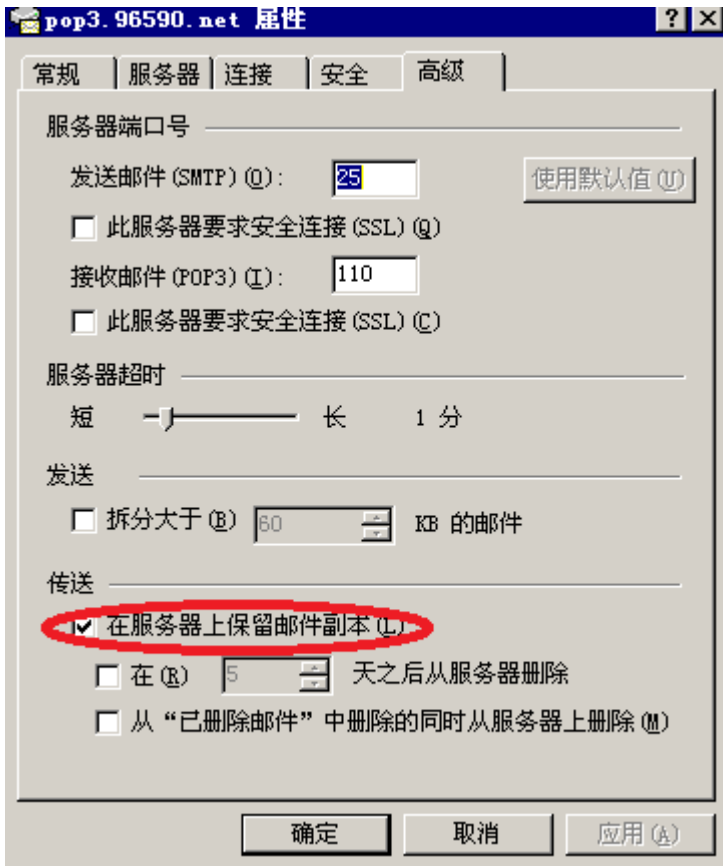 pop3.96590.net 属性
常规 服务器 连接 安全 高级
服务器端口号
发送邮件(SMTP)(O): 25 使用默认值(U)
此服务器要求安全连接(SSL)(Q)
接收邮件(POP3)(I): 110
此服务器要求安全连接(SSL)(C)
服务器超时
短 长 1 分
发送
拆分大于(B) 60 KB 的邮件
传送
在服务器上保留邮件副本(L)
在(R) 5 天之后从服务器删除
从“已删除邮件”中删除的同时从服务器上删除(M)
确定 取消 应用(A)